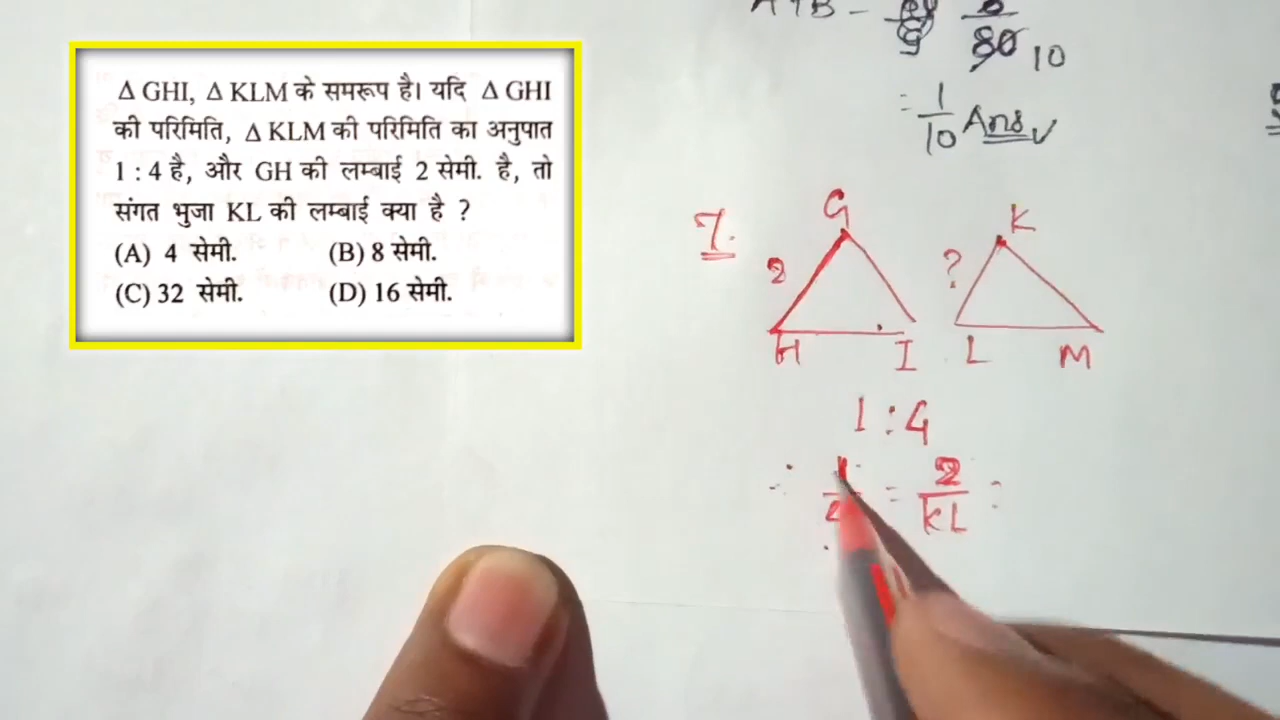 Δ GHI, Δ KLM के समरूप है। यदि Δ GHI
की परिमिति, Δ KLM की परिमिति का अनुपात
1 : 4 है, और GH की लम्बाई 2 सेमी. है, तो
संगत भुजा KL की लम्बाई क्या है ?
(A) 4 सेमी. (B) 8 सेमी.
(C) 32 सेमी. (D) 16 सेमी.
10
= 1/10 Ans
7.
G
K
2
?
H
I
L
M
1 : 4
∴ = 2/KL